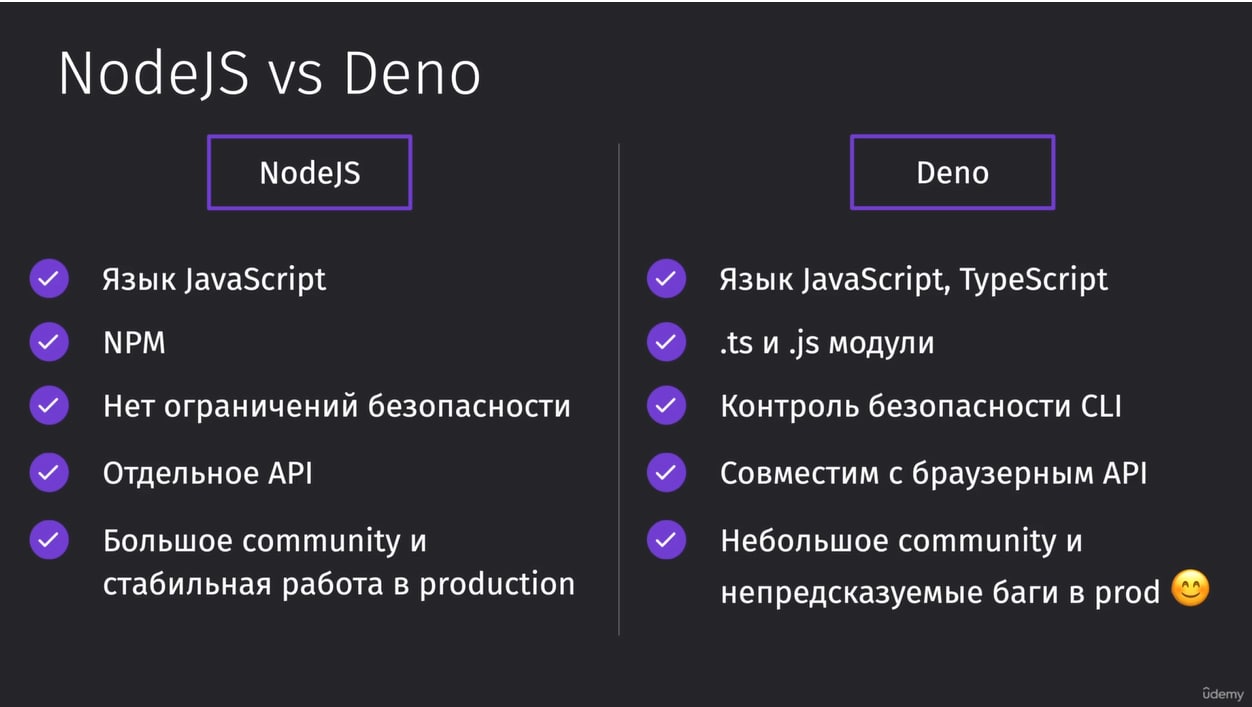 NodeJS vs Deno
NodeJS
Язык JavaScript
NPM
Нет ограничений безопасности
Отдельное API
Большое community и
стабильная работа в production
Deno
Язык JavaScript, TypeScript
.ts и .js модули
Контроль безопасности CLI
Совместим с браузерным API
Небольшое community и
непредсказуемые баги в prod 😊
ûdemy